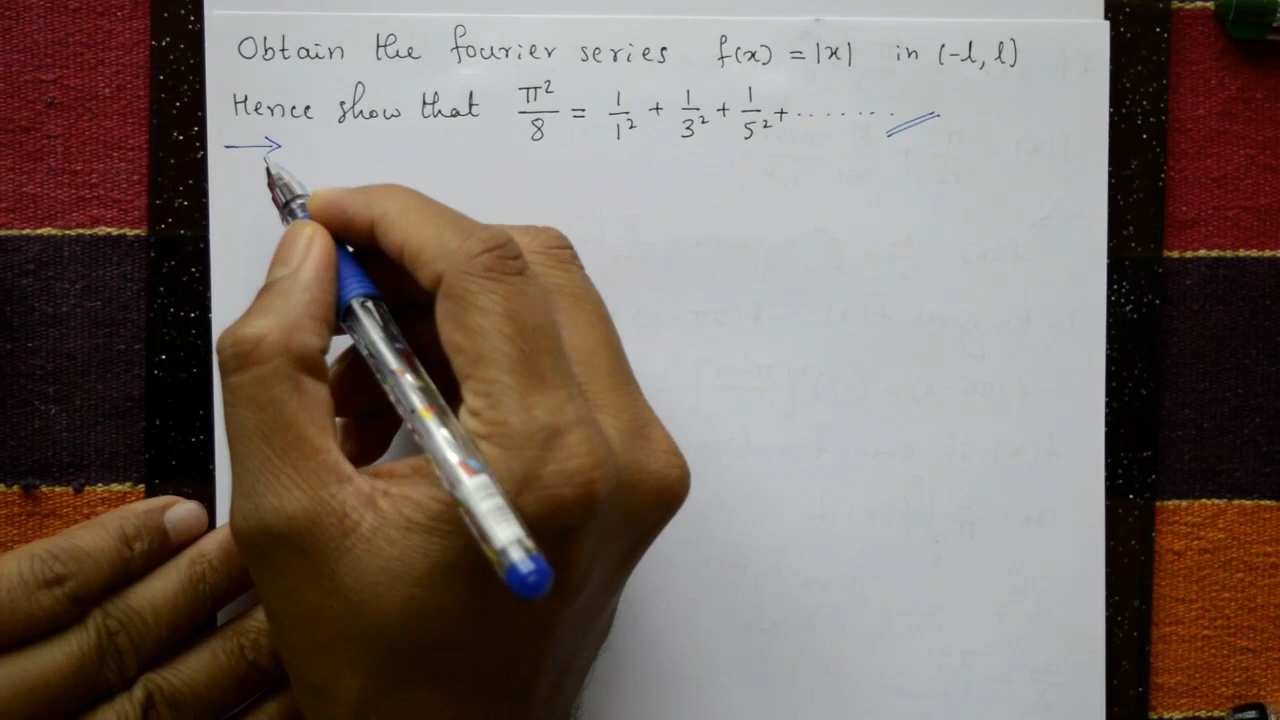 Obtain the fourier series f(x) = |x| in (-l, l)
Hence show that π²/8 = 1/1² + 1/3² + 1/5² + ........